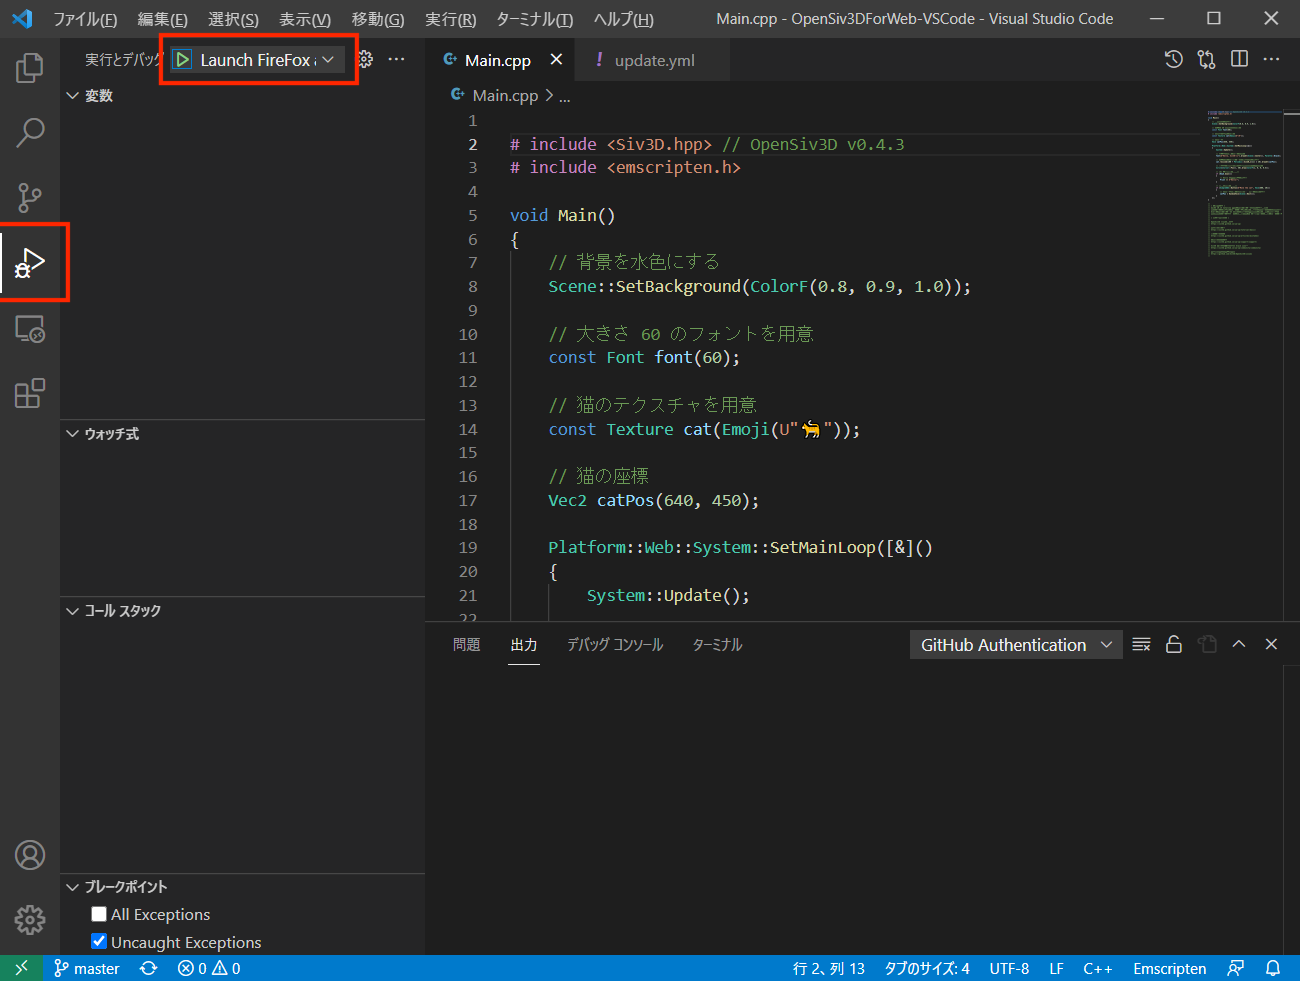 ファイル(F) 編集(E) 選択(S) 表示(V) 移動(G) 実行(R) ターミナル(T) ヘルプ(H) Main.cpp - OpenSiv3DForWeb-VSCode - Visual Studio Code
実行とデバッグ Launch FireFox
Main.cpp
! update.yml
変数
Main.cpp > ...
1
2 # include <Siv3D.hpp> // OpenSiv3D v0.4.3
3 # include <emscripten.h>
4
5 void Main()
6 {
7 // 背景を水色にする
8 Scene::SetBackground(ColorF(0.8, 0.9, 1.0));
9
10 // 大きさ 60 のフォントを用意
11 const Font font(60);
12
13 // 猫のテクスチャを用意
14 const Texture cat(Emoji(U"🐈"));
15
16 // 猫の座標
17 Vec2 catPos(640, 450);
18
19 Platform::Web::System::SetMainLoop([&]()
20 {
21 System::Update();
22
ウォッチ式
コール スタック
ブレークポイント
All Exceptions
Uncaught Exceptions
問題 出力 デバッグ コンソール ターミナル GitHub Authentication
master 0 0 行 2、列 13 タブのサイズ: 4 UTF-8 LF C++ Emscripten